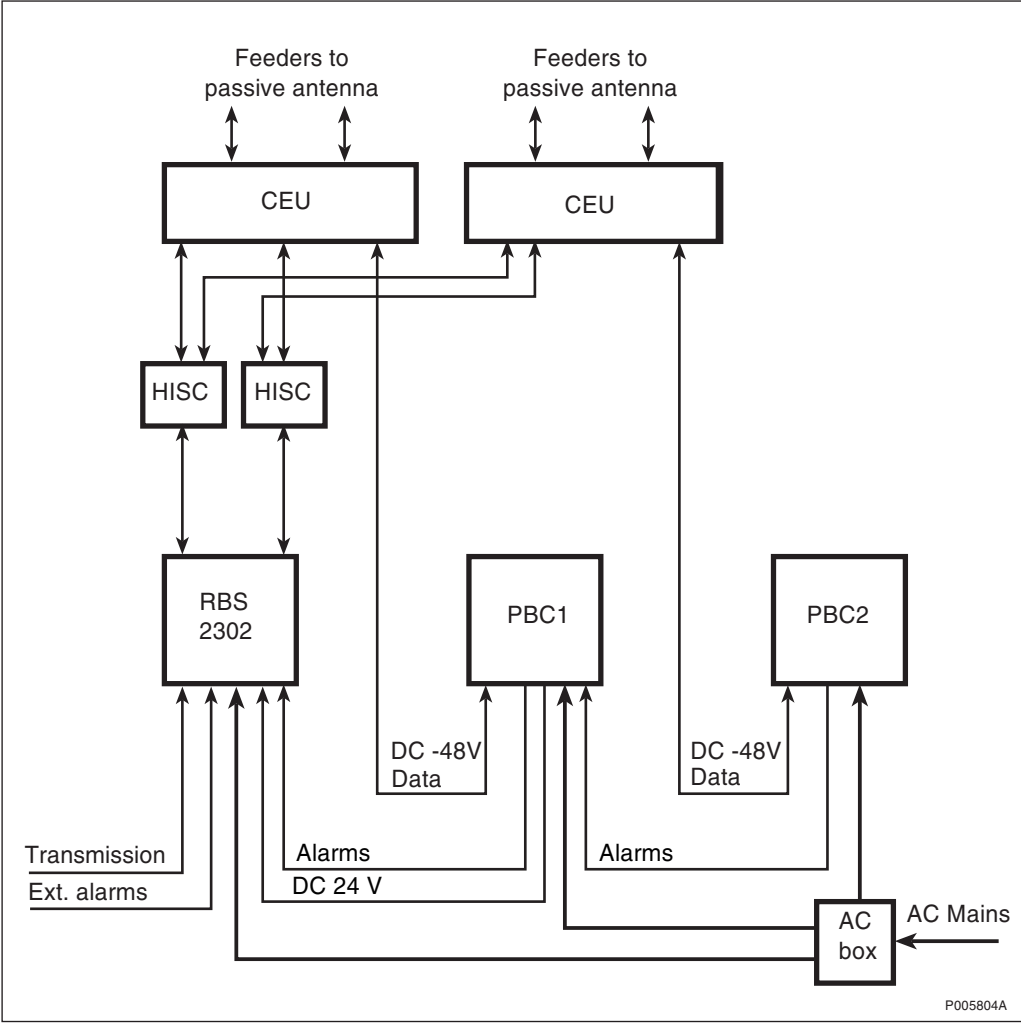 Feeders to
passive antenna
Feeders to
passive antenna
CEU
CEU
HISC
HISC
RBS
2302
PBC1
PBC2
DC -48V
Data
DC -48V
Data
Transmission
Alarms
Alarms
Ext. alarms
DC 24 V
AC
box
AC Mains
P005804A